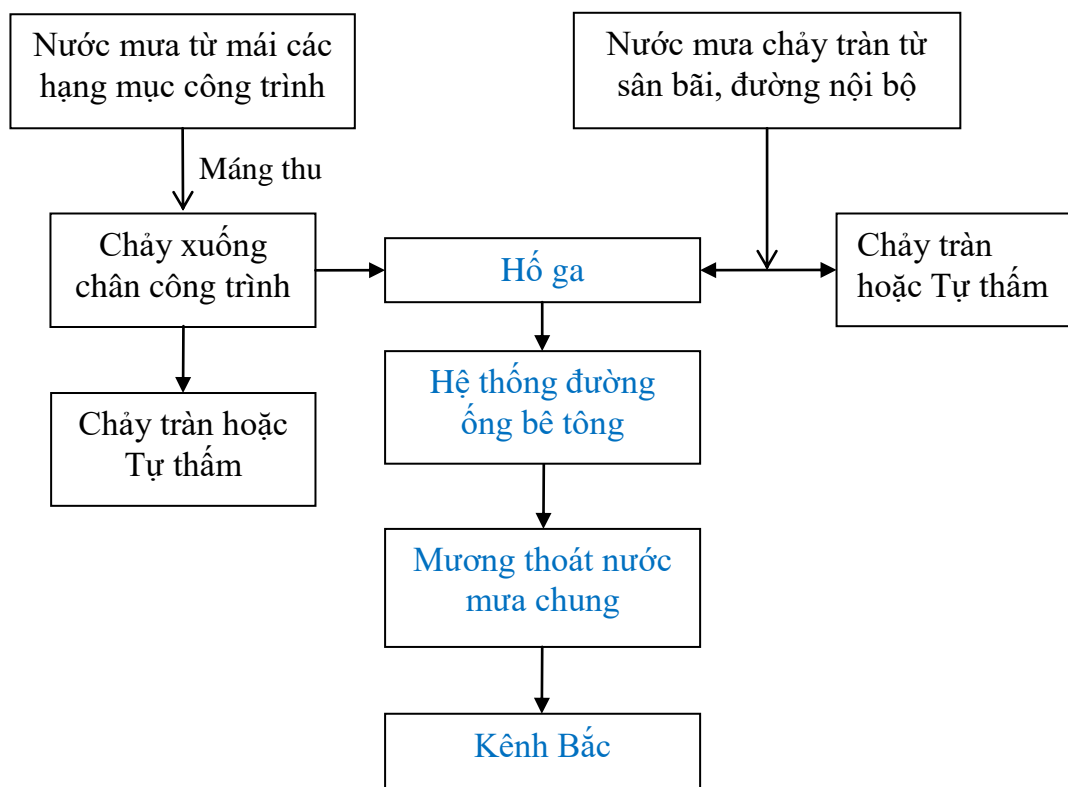 Nước mưa từ mái các
hạng mục công trình
Nước mưa chảy tràn từ
sân bãi, đường nội bộ
Máng thu
Chảy xuống
chân công trình
Hố ga
Chảy tràn
hoặc Tự thấm
Hệ thống đường
ống bê tông
Chảy tràn hoặc
Tự thấm
Mương thoát nước
mưa chung
Kênh Bắc